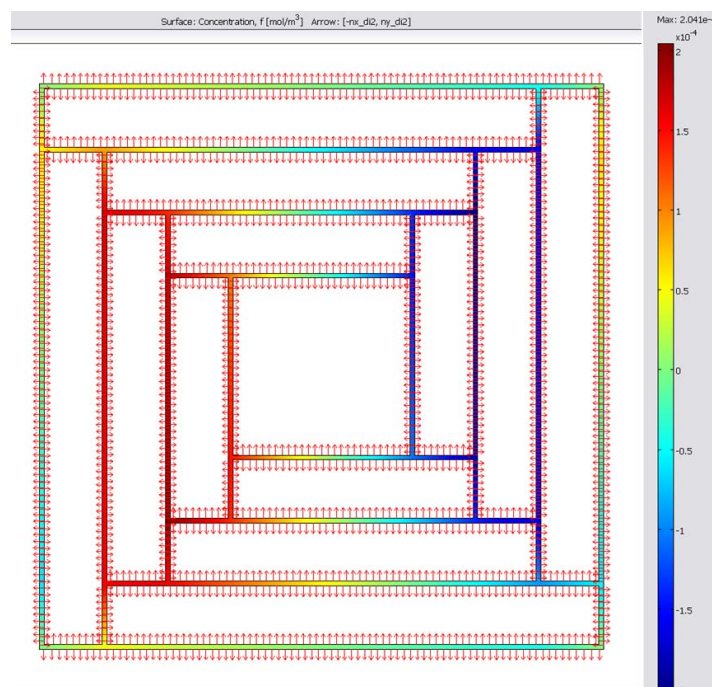 Surface: Concentration, f [mol/m³] Arrow: [-nx_di2, ny_di2]
Max: 2.041e-
x10⁻⁴
2
1.5
1
0.5
0
-0.5
-1
-1.5